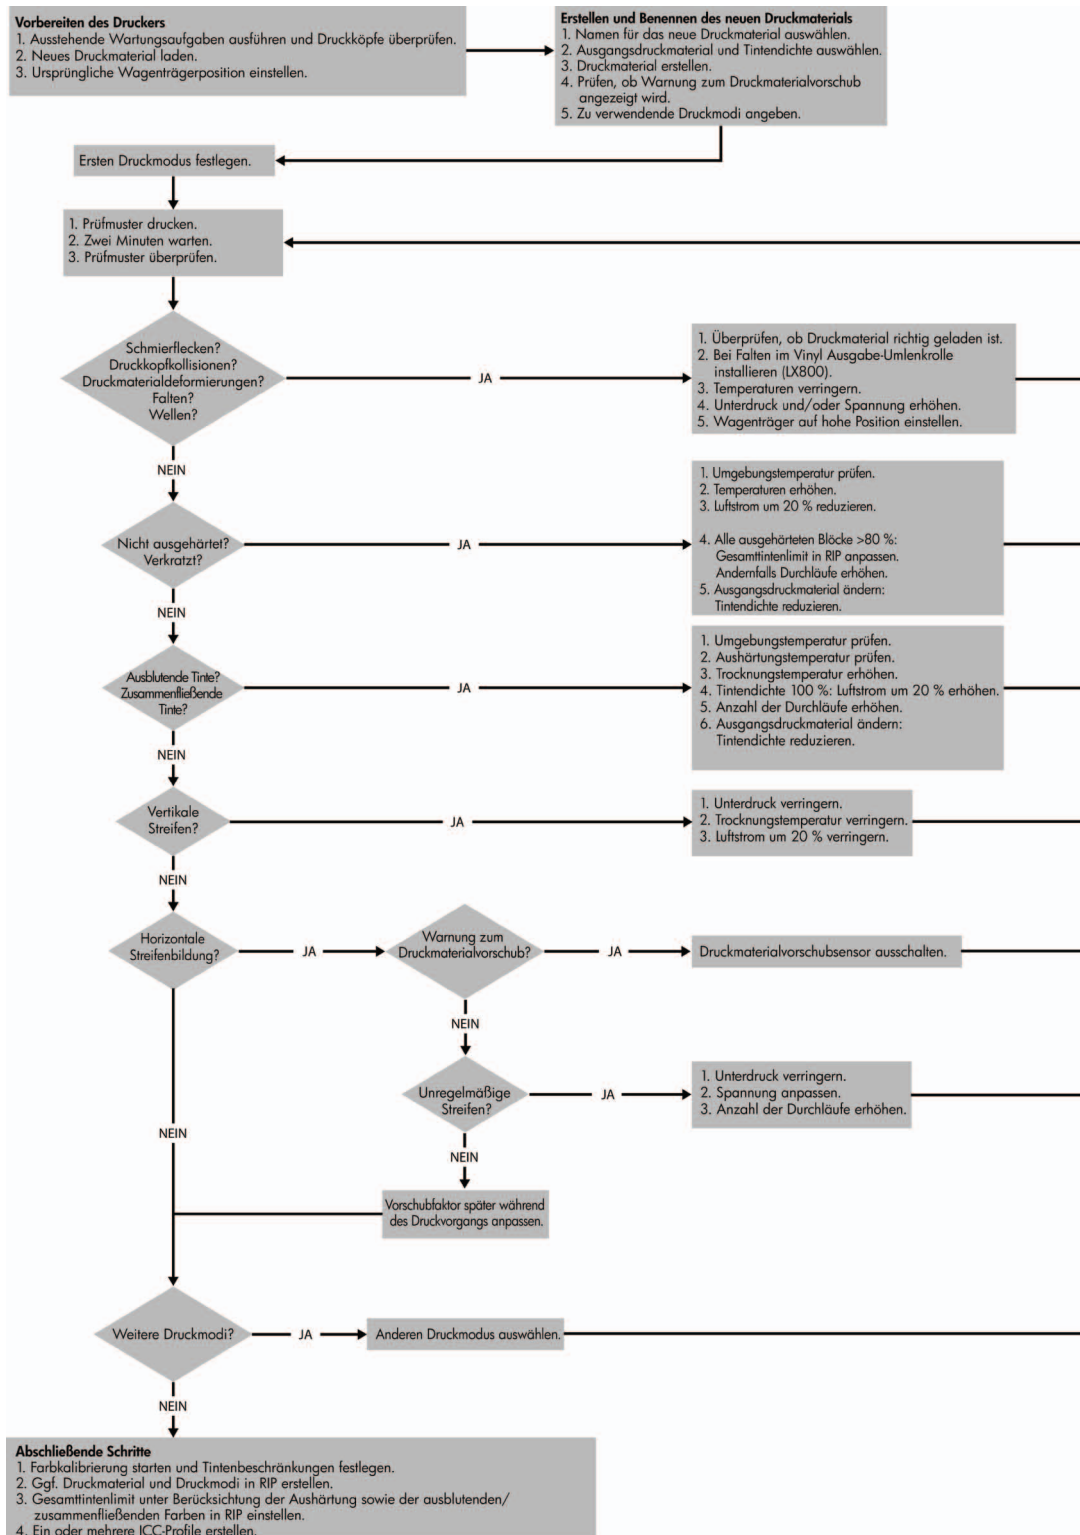 Vorbereiten des Druckers
1. Ausstehende Wartungsaufgaben ausführen und Druckköpfe überprüfen.
2. Neues Druckmaterial laden.
3. Ursprüngliche Wagenträgerposition einstellen.
Erstellen und Benennen des neuen Druckmaterials
1. Namen für das neue Druckmaterial auswählen.
2. Ausgangsdruckmaterial und Tintendichte auswählen.
3. Druckmaterial erstellen.
4. Prüfen, ob Warnung zum Druckmaterialvorschub
angezeigt wird.
5. Zu verwendende Druckmodi angeben.
Ersten Druckmodus festlegen.
1. Prüfmuster drucken.
2. Zwei Minuten warten.
3. Prüfmuster überprüfen.
Schmierflecken?
Druckkopfkollisionen?
Druckmaterialdeformierungen?
Falten?
Wellen?
JA
1. Überprüfen, ob Druckmaterial richtig geladen ist.
2. Bei Falten im Vinyl Ausgabe-Umlenkrolle
installieren (LX800).
3. Temperaturen verringern.
4. Unterdruck und/oder Spannung erhöhen.
5. Wagenträger auf hohe Position einstellen.
NEIN
Nicht ausgehärtet?
Verkratzt?
JA
1. Umgebungstemperatur prüfen.
2. Temperaturen erhöhen.
3. Luftstrom um 20 % reduzieren.
4. Alle ausgehärteten Blöcke >80 %:
Gesamttintenlimit in RIP anpassen.
Andernfalls Durchläufe erhöhen.
5. Ausgangsdruckmaterial ändern:
Tintendichte reduzieren.
NEIN
Ausblutende Tinte?
Zusammenfließende
Tinte?
JA
1. Umgebungstemperatur prüfen.
2. Aushärtungstemperatur prüfen.
3. Trocknungstemperatur erhöhen.
4. Tintendichte 100 %: Luftstrom um 20 % erhöhen.
5. Anzahl der Durchläufe erhöhen.
6. Ausgangsdruckmaterial ändern:
Tintendichte reduzieren.
NEIN
Vertikale
Streifen?
JA
1. Unterdruck verringern.
2. Trocknungstemperatur verringern.
3. Luftstrom um 20 % verringern.
NEIN
Horizontale
Streifenbildung?
JA
Warnung zum
Druckmaterialvorschub?
JA
Druckmaterialvorschubsensor ausschalten.
NEIN
Unregelmäßige
Streifen?
JA
1. Unterdruck verringern.
2. Spannung anpassen.
3. Anzahl der Durchläufe erhöhen.
NEIN
NEIN
Vorschubfaktor später während
des Druckvorgangs anpassen.
Weitere Druckmodi?
JA
Anderen Druckmodus auswählen.
NEIN
Abschließende Schritte
1. Farbkalibrierung starten und Tintenbeschränkungen festlegen.
2. Ggf. Druckmaterial und Druckmodi in RIP erstellen.
3. Gesamttintenlimit unter Berücksichtung der Aushärtung sowie der ausblutenden/
zusammenfließenden Farben in RIP einstellen.
4. Ein oder mehrere ICC-Profile erstellen.